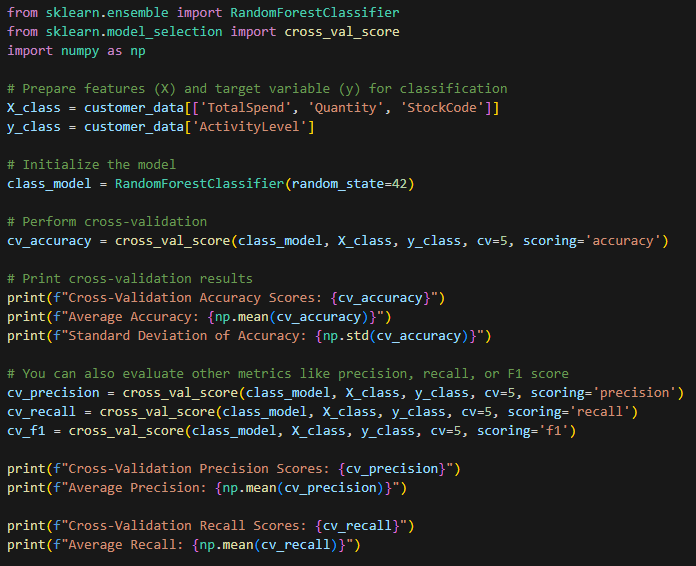 from sklearn.ensemble import RandomForestClassifier
from sklearn.model_selection import cross_val_score
import numpy as np
# Prepare features (X) and target variable (y) for classification
X_class = customer_data[['TotalSpend', 'Quantity', 'StockCode']]
y_class = customer_data['ActivityLevel']
# Initialize the model
class_model = RandomForestClassifier(random_state=42)
# Perform cross-validation
cv_accuracy = cross_val_score(class_model, X_class, y_class, cv=5, scoring='accuracy')
# Print cross-validation results
print(f"Cross-Validation Accuracy Scores: {cv_accuracy}")
print(f"Average Accuracy: {np.mean(cv_accuracy)}")
print(f"Standard Deviation of Accuracy: {np.std(cv_accuracy)}")
# You can also evaluate other metrics like precision, recall, or F1 score
cv_precision = cross_val_score(class_model, X_class, y_class, cv=5, scoring='precision')
cv_recall = cross_val_score(class_model, X_class, y_class, cv=5, scoring='recall')
cv_f1 = cross_val_score(class_model, X_class, y_class, cv=5, scoring='f1')
print(f"Cross-Validation Precision Scores: {cv_precision}")
print(f"Average Precision: {np.mean(cv_precision)}")
print(f"Cross-Validation Recall Scores: {cv_recall}")
print(f"Average Recall: {np.mean(cv_recall)}")